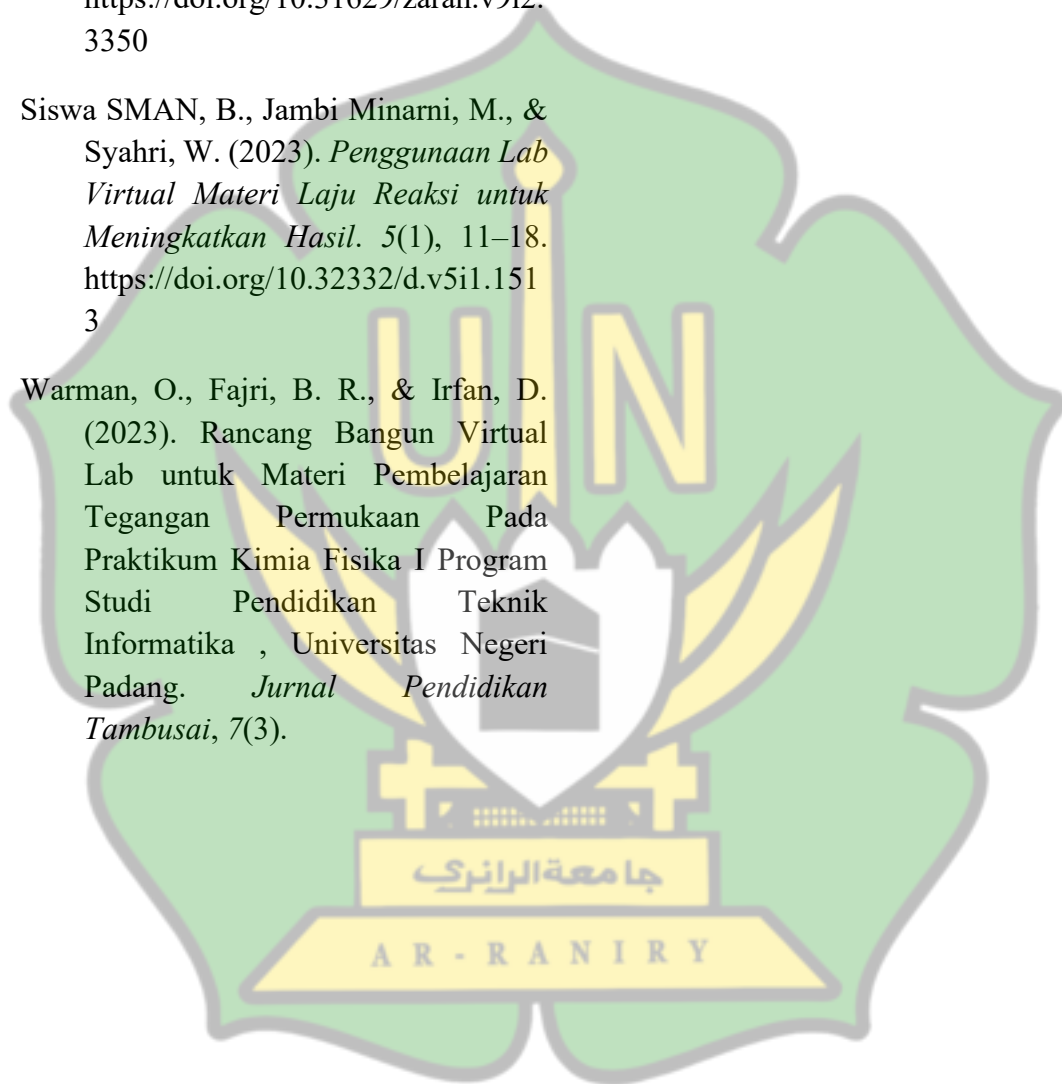 https://doi.org/10.31629/zarah.v9i2.
3350
Siswa SMAN, B., Jambi Minarni, M., &
Syahri, W. (2023). Penggunaan Lab
Virtual Materi Laju Reaksi untuk
Meningkatkan Hasil. 5(1), 11–18.
https://doi.org/10.32332/d.v5i1.151
3
Warman, O., Fajri, B. R., & Irfan, D.
(2023). Rancang Bangun Virtual
Lab untuk Materi Pembelajaran
Tegangan Permukaan Pada
Praktikum Kimia Fisika I Program
Studi Pendidikan Teknik
Informatika , Universitas Negeri
Padang. Jurnal Pendidikan
Tambusai, 7(3).
UIN
جامعة الرانري
AR-RANIRY